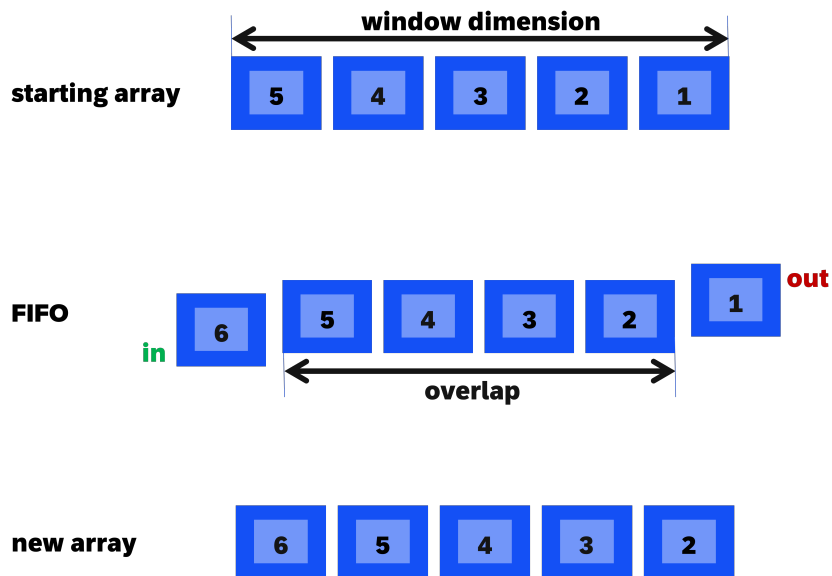 window dimension
starting array 5 4 3 2 1
out
FIFO 6 5 4 3 2 1
in
overlap
new array 6 5 4 3 2